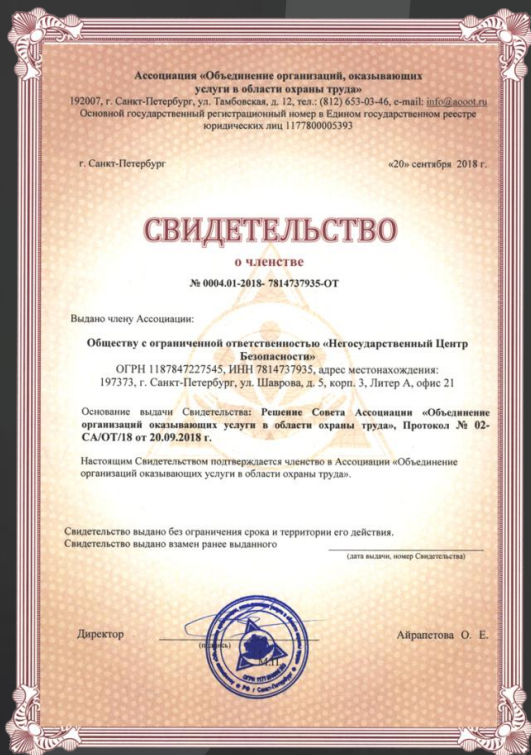 Ассоциация «Объединение организаций, оказывающих
услуги в области охраны труда»
192007, г. Санкт-Петербург, ул. Тамбовская, д. 12, тел.: (812) 653-03-46, e-mail: info@aooot.ru
Основной государственный регистрационный номер в Едином государственном реестре
юридических лиц 1177800005393
г. Санкт-Петербург «20» сентября 2018 г.
СВИДЕТЕЛЬСТВО
о членстве
№ 0004.01-2018- 7814737935-ОТ
Выдано члену Ассоциации:
Обществу с ограниченной ответственностью «Негосударственный Центр
Безопасности»
ОГРН 1187847227545, ИНН 7814737935, адрес местонахождения:
197373, г. Санкт-Петербург, ул. Шаврова, д. 5, корп. 3, Литер А, офис 21
Основание выдачи Свидетельства: Решение Совета Ассоциации «Объединение
организаций оказывающих услуги в области охраны труда», Протокол № 02-
СА/ОТ/18 от 20.09.2018 г.
Настоящим Свидетельством подтверждается членство в Ассоциации «Объединение
организаций оказывающих услуги в области охраны труда».
Свидетельство выдано без ограничения срока и территории его действия.
Свидетельство выдано взамен ранее выданного
(дата выдачи, номер Свидетельства)
Директор (подпись) Айрапетова О. Е.
М.П.